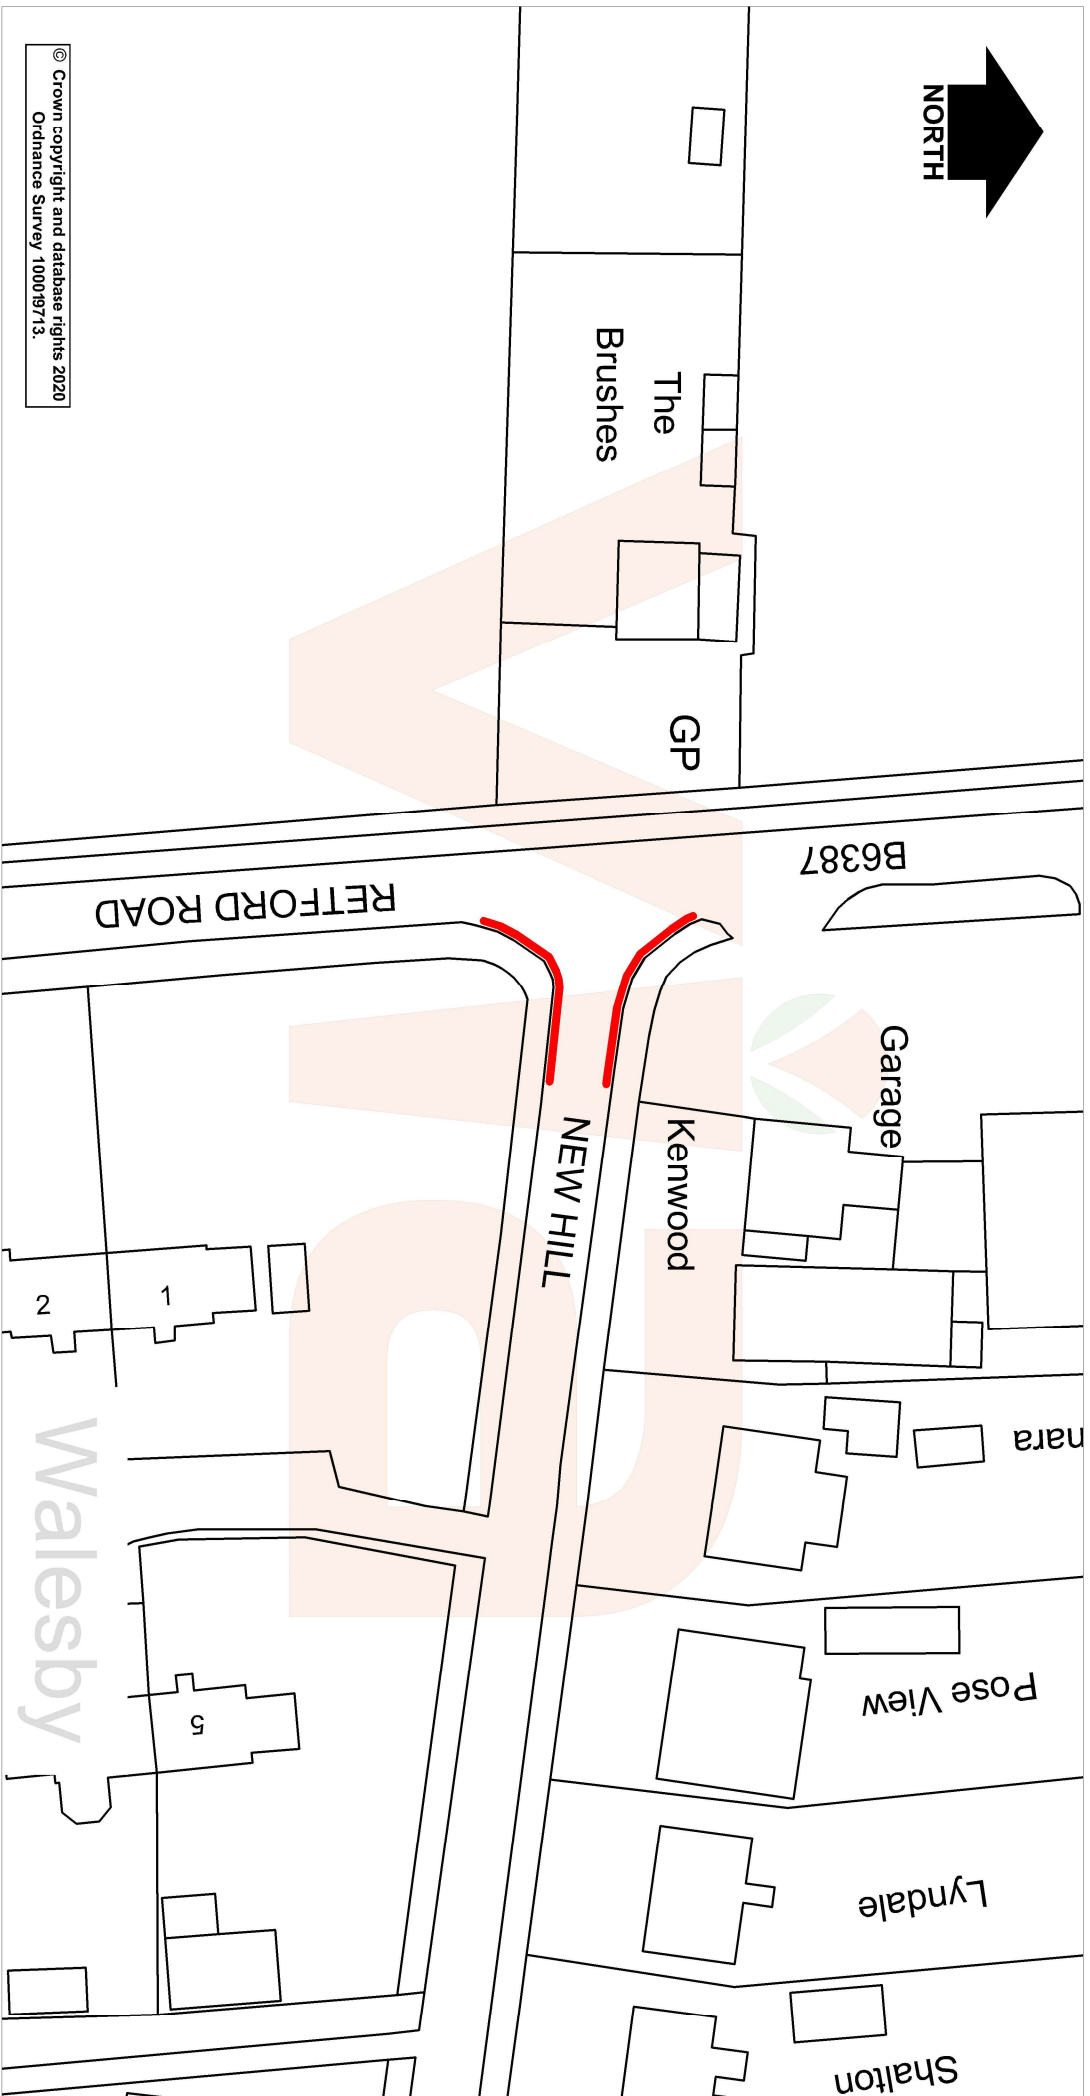 NORTH
© Crown copyright and database rights 2020
Ordnance Survey 100019713.
The
Brushes
GP
B6387
RETFORD ROAD
Garage
Kenwood
NEW HILL
1
2
nara
Walesby
5
Pose View
Lyndale
Shalton